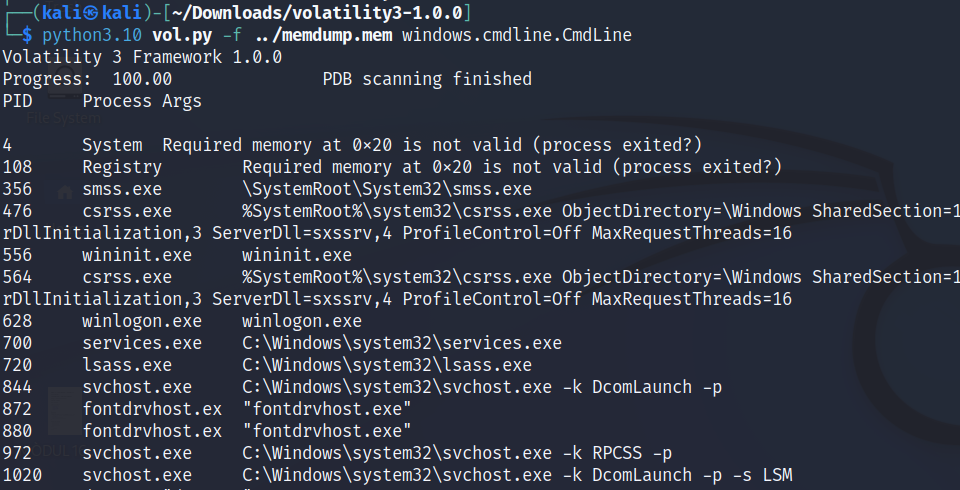 ┌──(kali㉿kali)-[~/Downloads/volatility3-1.0.0]
└─$ python3.10 vol.py -f ../memdump.mem windows.cmdline.CmdLine
Volatility 3 Framework 1.0.0
Progress:  100.00               PDB scanning finished
PID     Process Args

4       System  Required memory at 0x20 is not valid (process exited?)
108     Registry        Required memory at 0x20 is not valid (process exited?)
356     smss.exe        \SystemRoot\System32\smss.exe
476     csrss.exe       %SystemRoot%\system32\csrss.exe ObjectDirectory=\Windows SharedSection=1
rDllInitialization,3 ServerDll=sxssrv,4 ProfileControl=Off MaxRequestThreads=16
556     wininit.exe     wininit.exe
564     csrss.exe       %SystemRoot%\system32\csrss.exe ObjectDirectory=\Windows SharedSection=1
rDllInitialization,3 ServerDll=sxssrv,4 ProfileControl=Off MaxRequestThreads=16
628     winlogon.exe    winlogon.exe
700     services.exe    C:\Windows\system32\services.exe
720     lsass.exe       C:\Windows\system32\lsass.exe
844     svchost.exe     C:\Windows\system32\svchost.exe -k DcomLaunch -p
872     fontdrvhost.ex  "fontdrvhost.exe"
880     fontdrvhost.ex  "fontdrvhost.exe"
972     svchost.exe     C:\Windows\system32\svchost.exe -k RPCSS -p
1020    svchost.exe     C:\Windows\system32\svchost.exe -k DcomLaunch -p -s LSM
File System